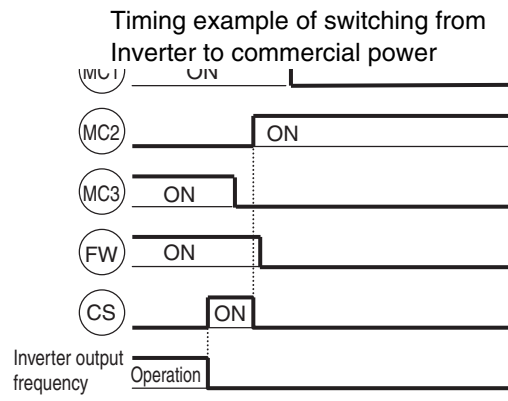 Timing example of switching from
Inverter to commercial power
MC1 ON
MC2 ON
MC3 ON
FW ON
CS ON
Inverter output
frequency Operation